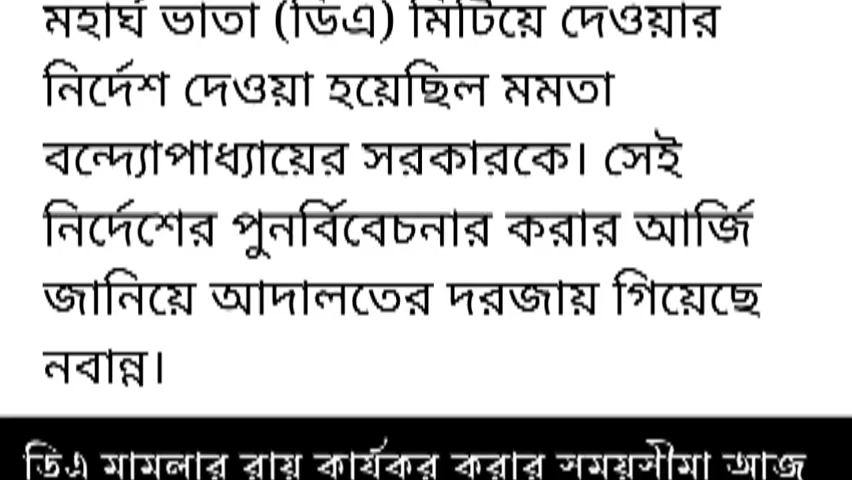 মহার্ঘ ভাতা (ডিএ) মিটিয়ে দেওয়ার
নির্দেশ দেওয়া হয়েছিল মমতা
বন্দ্যোপাধ্যায়ের সরকারকে। সেই
নির্দেশের পুনর্বিবেচনার করার আর্জি
জানিয়ে আদালতের দরজায় গিয়েছে
নবান্ন।
ডিএ মামলার রায় কার্যকর করার সময়সীমা আজ